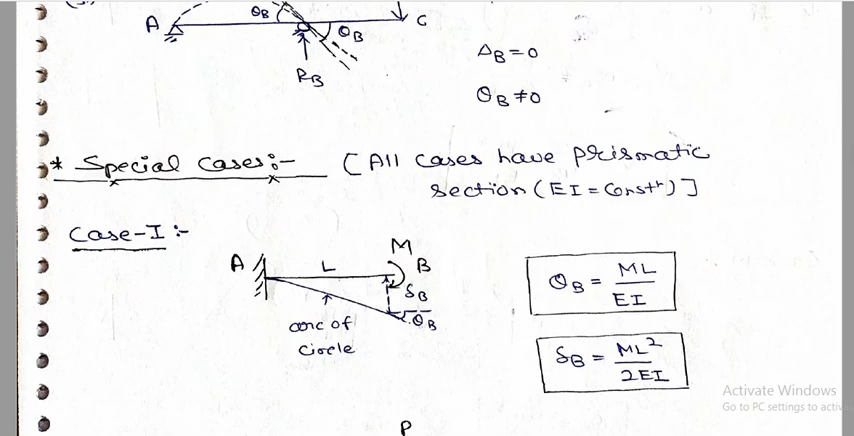 A θB θB C
RB
ΔB = 0
θB ≠ 0
* Special Cases:- [All cases have prismatic
section (EI = Constt)]
Case-I :-
M
A L B
δB
θB
arc of
circle
θB = ML/EI
δB = ML²/2EI
Activate Windows
Go to PC settings to activ
P